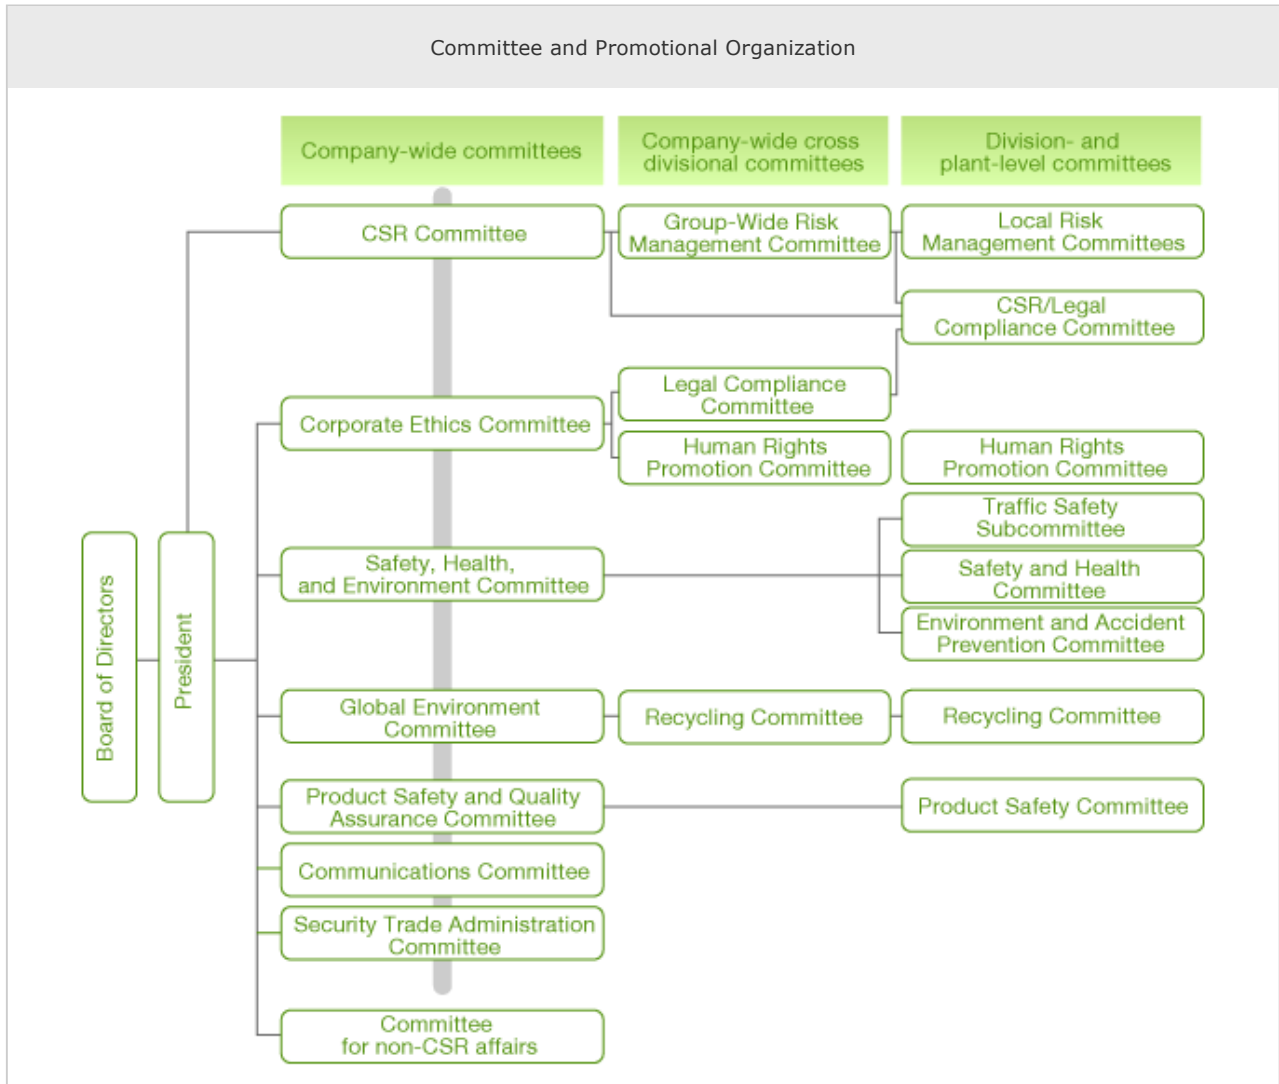 Committee and Promotional Organization
Company-wide committees
Company-wide cross
divisional committees
Division- and
plant-level committees
CSR Committee
Group-Wide Risk
Management Committee
Local Risk
Management Committees
CSR/Legal
Compliance Committee
Corporate Ethics Committee
Legal Compliance
Committee
Human Rights
Promotion Committee
Human Rights
Promotion Committee
Traffic Safety
Subcommittee
Safety, Health,
and Environment Committee
Safety and Health
Committee
Environment and Accident
Prevention Committee
Board of Directors
President
Global Environment
Committee
Recycling Committee
Recycling Committee
Product Safety and Quality
Assurance Committee
Product Safety Committee
Communications Committee
Security Trade Administration
Committee
Committee
for non-CSR affairs